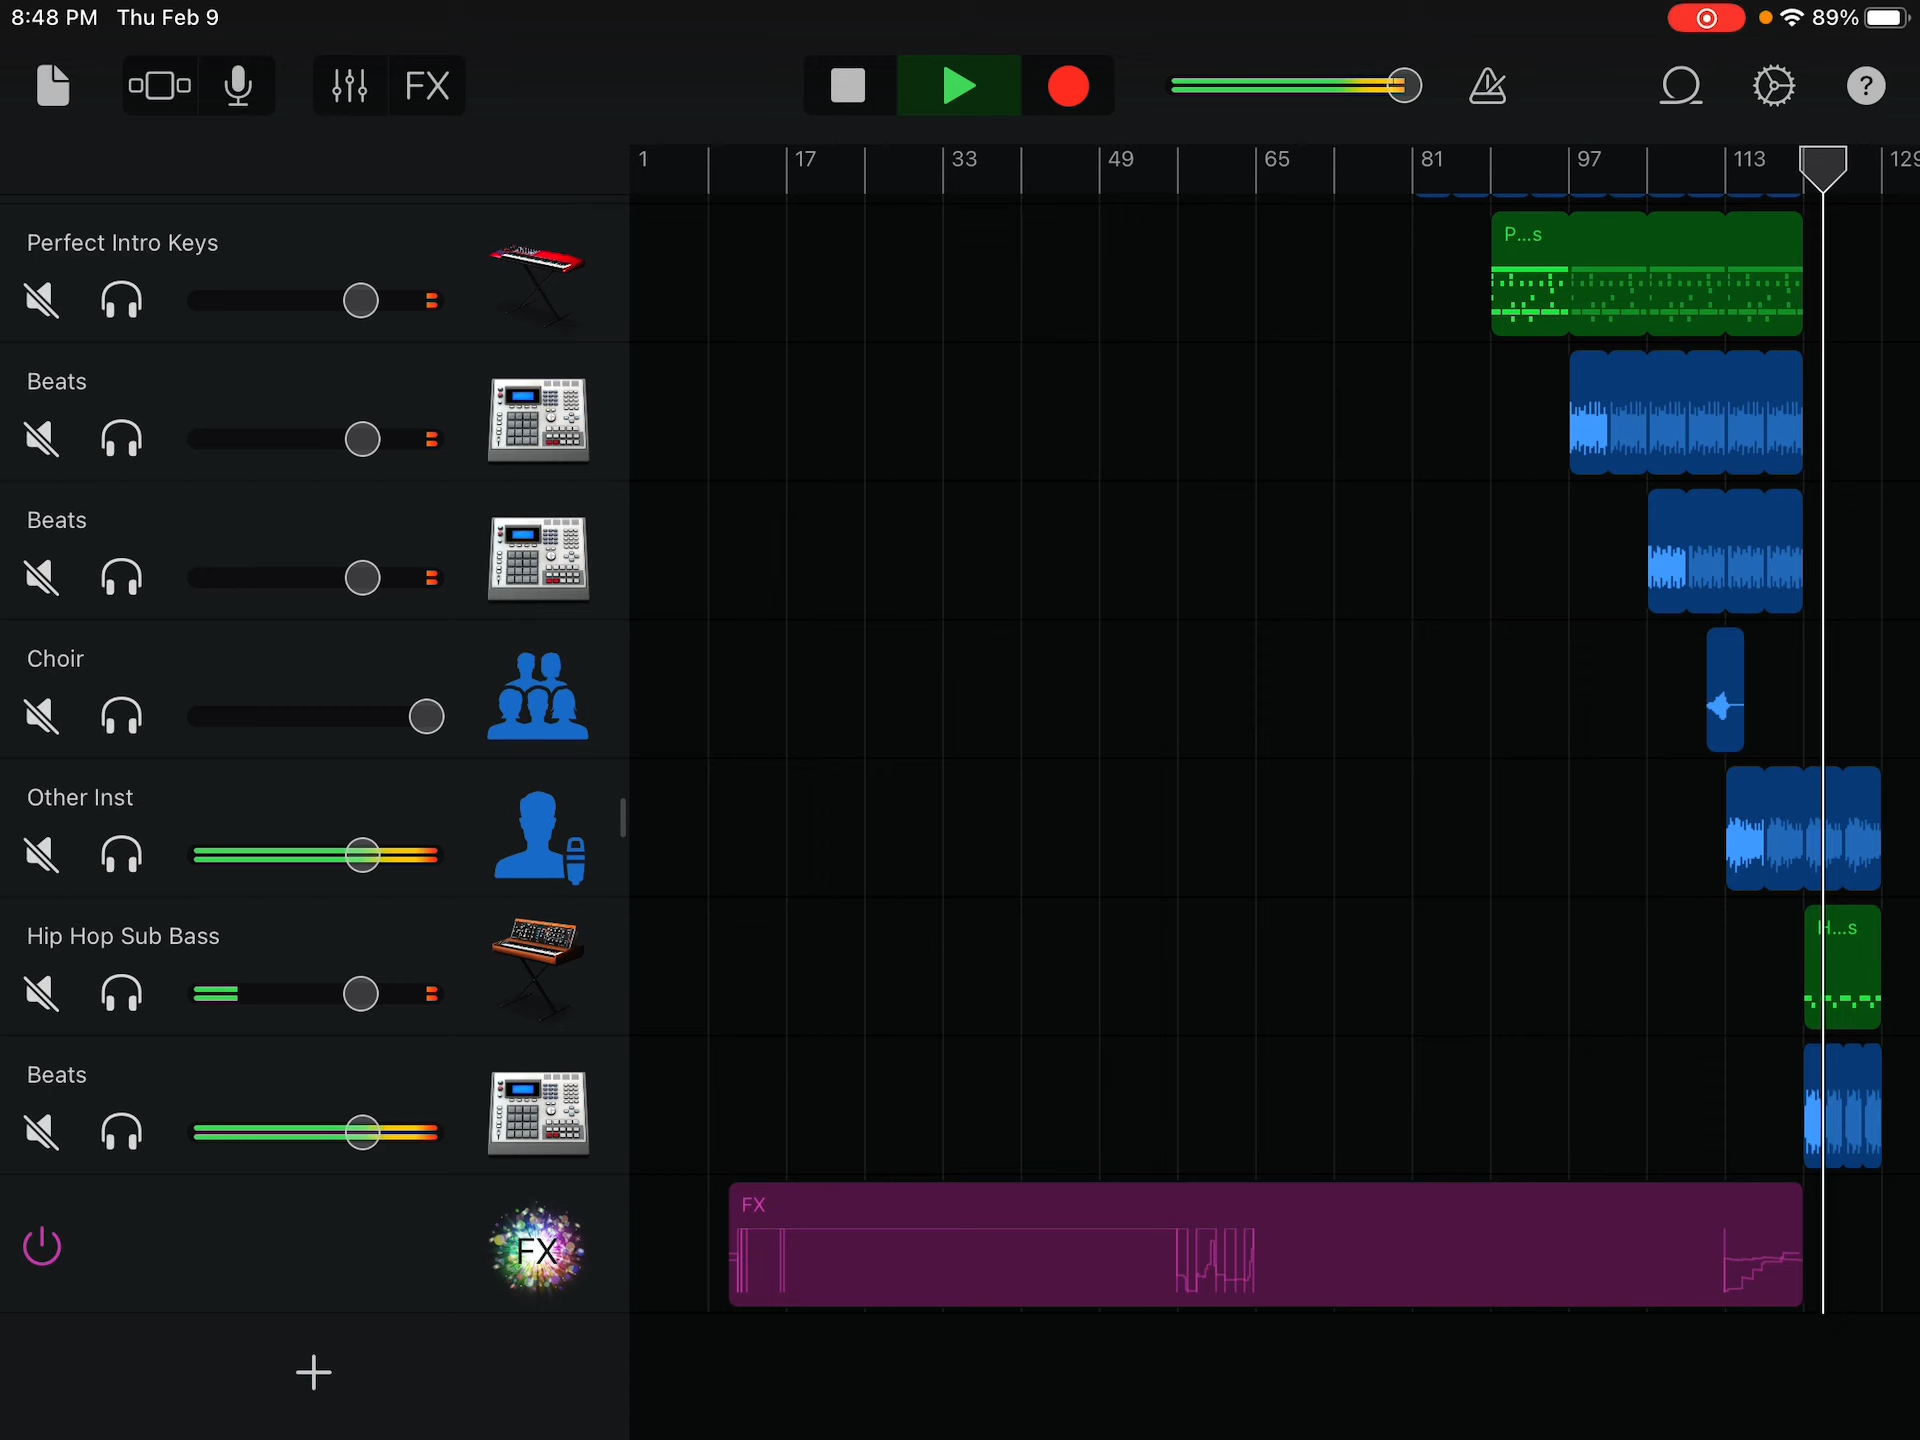 8:48 PM Thu Feb 9 89%
FX ?
1 17 33 49 65 81 97 113 129
Perfect Intro Keys
P...s
Beats
Beats
Choir
Other Inst
Hip Hop Sub Bass
H...s
Beats
FX
FX